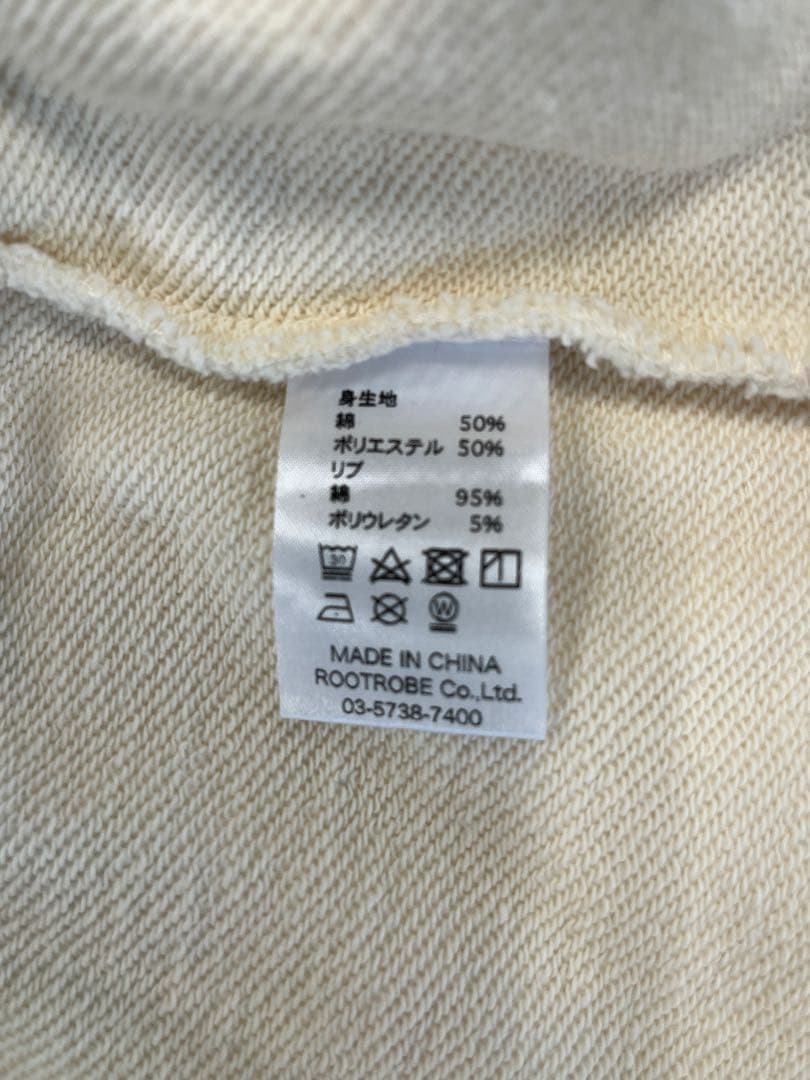 身生地
綿 50%
ポリエステル 50%
リブ
綿 95%
ポリウレタン 5%
30
W
MADE IN CHINA
ROOTROBE Co.,Ltd.
03-5738-7400